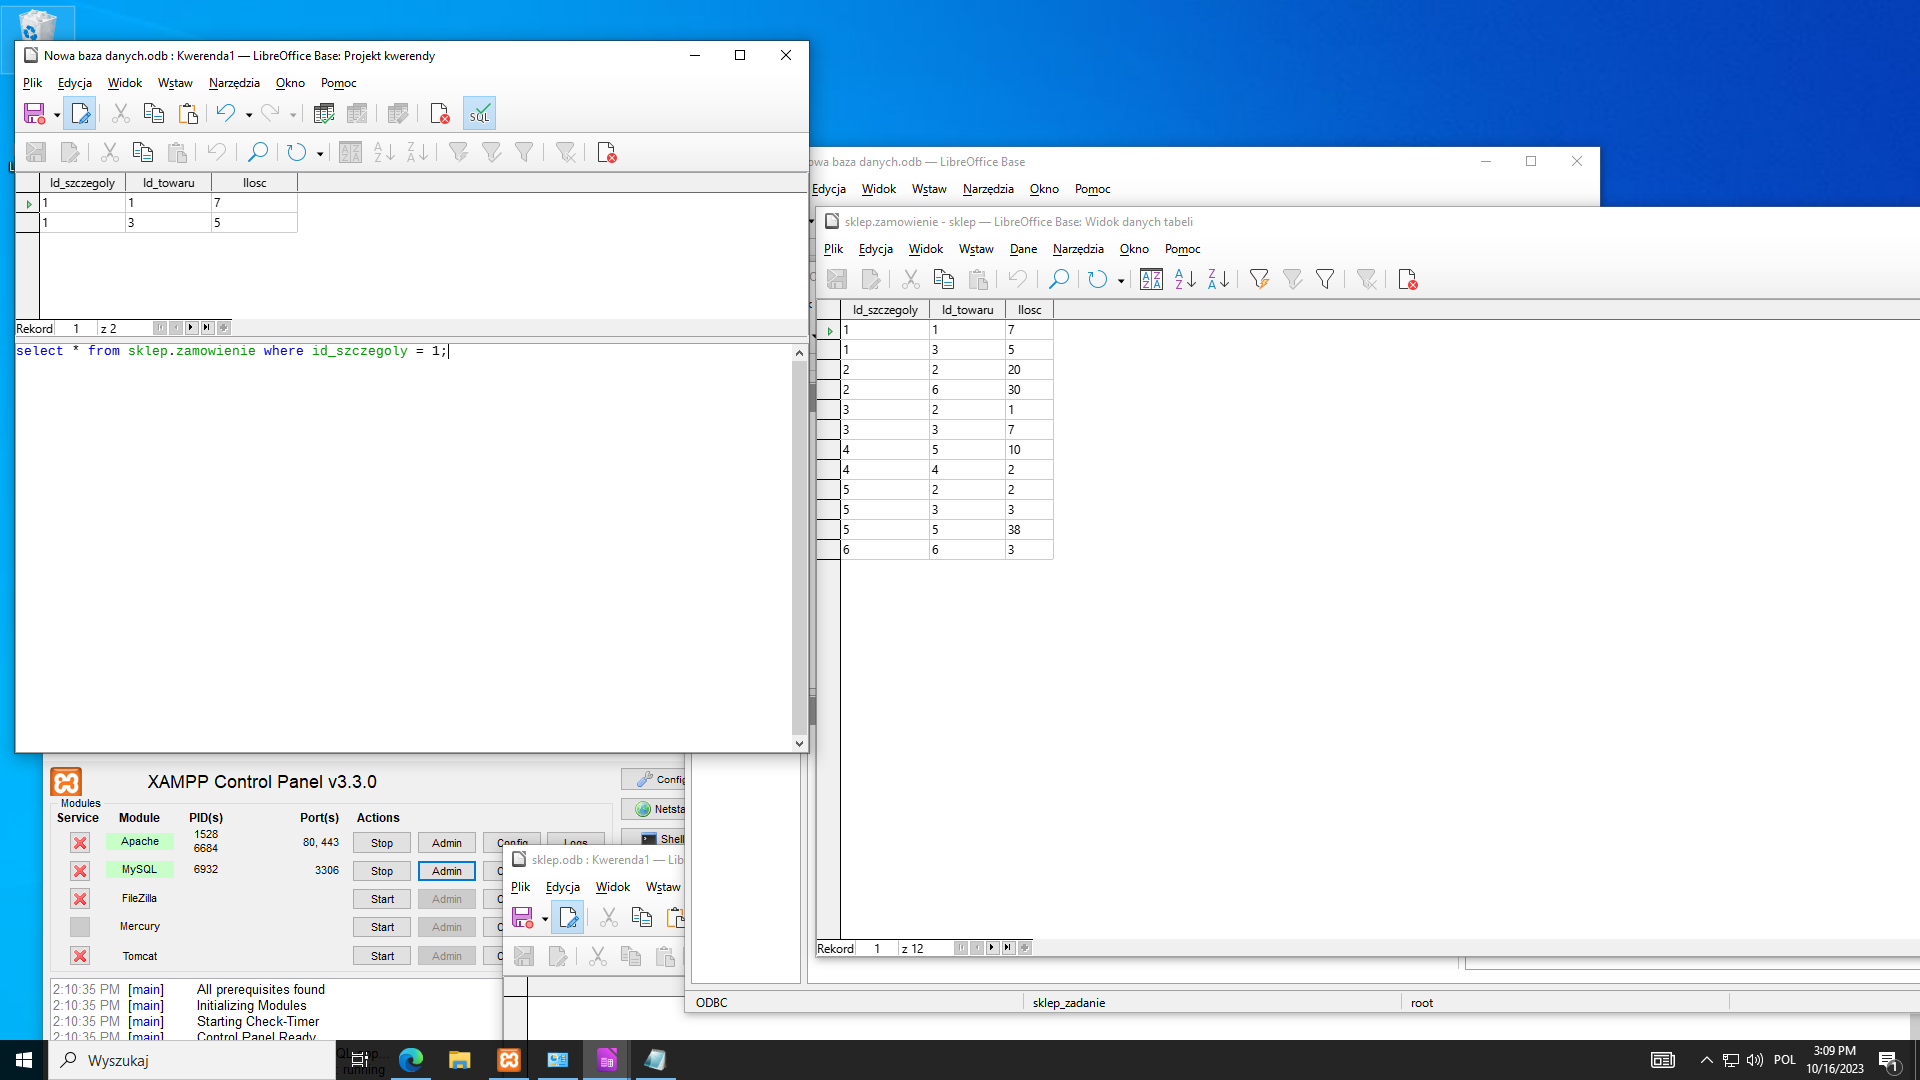 Nowa baza danych.odb : Kwerenda1 — LibreOffice Base: Projekt kwerendy
Plik Edycja Widok Wstaw Narzędzia Okno Pomoc
SQL
Id_szczegoly Id_towaru Ilosc
1 1 7
1 3 5
Rekord 1 z 2
select * from sklep.zamowienie where id_szczegoly = 1;
owa baza danych.odb — LibreOffice Base
Edycja Widok Wstaw Narzędzia Okno Pomoc
sklep.zamowienie - sklep — LibreOffice Base: Widok danych tabeli
Plik Edycja Widok Wstaw Dane Narzędzia Okno Pomoc
Id_szczegoly Id_towaru Ilosc
1 1 7
1 3 5
2 2 20
2 6 30
3 2 1
3 3 7
4 5 10
4 4 2
5 2 2
5 3 3
5 5 38
6 6 3
Rekord 1 z 12
ODBC sklep_zadanie root
XAMPP Control Panel v3.3.0
Config
Netsta
Shell
Modules
Service Module PID(s) Port(s) Actions
Apache 1528 6684 80, 443 Stop Admin Config Logs
MySQL 6932 3306 Stop Admin C
FileZilla Start Admin C
Mercury Start Admin C
Tomcat Start Admin C
2:10:35 PM [main] All prerequisites found
2:10:35 PM [main] Initializing Modules
2:10:35 PM [main] Starting Check-Timer
2:10:35 PM [main] Control Panel Ready
sklep.odb : Kwerenda1 — Lib
Plik Edycja Widok Wstaw
Wyszukaj
running
POL
3:09 PM
10/16/2023
1